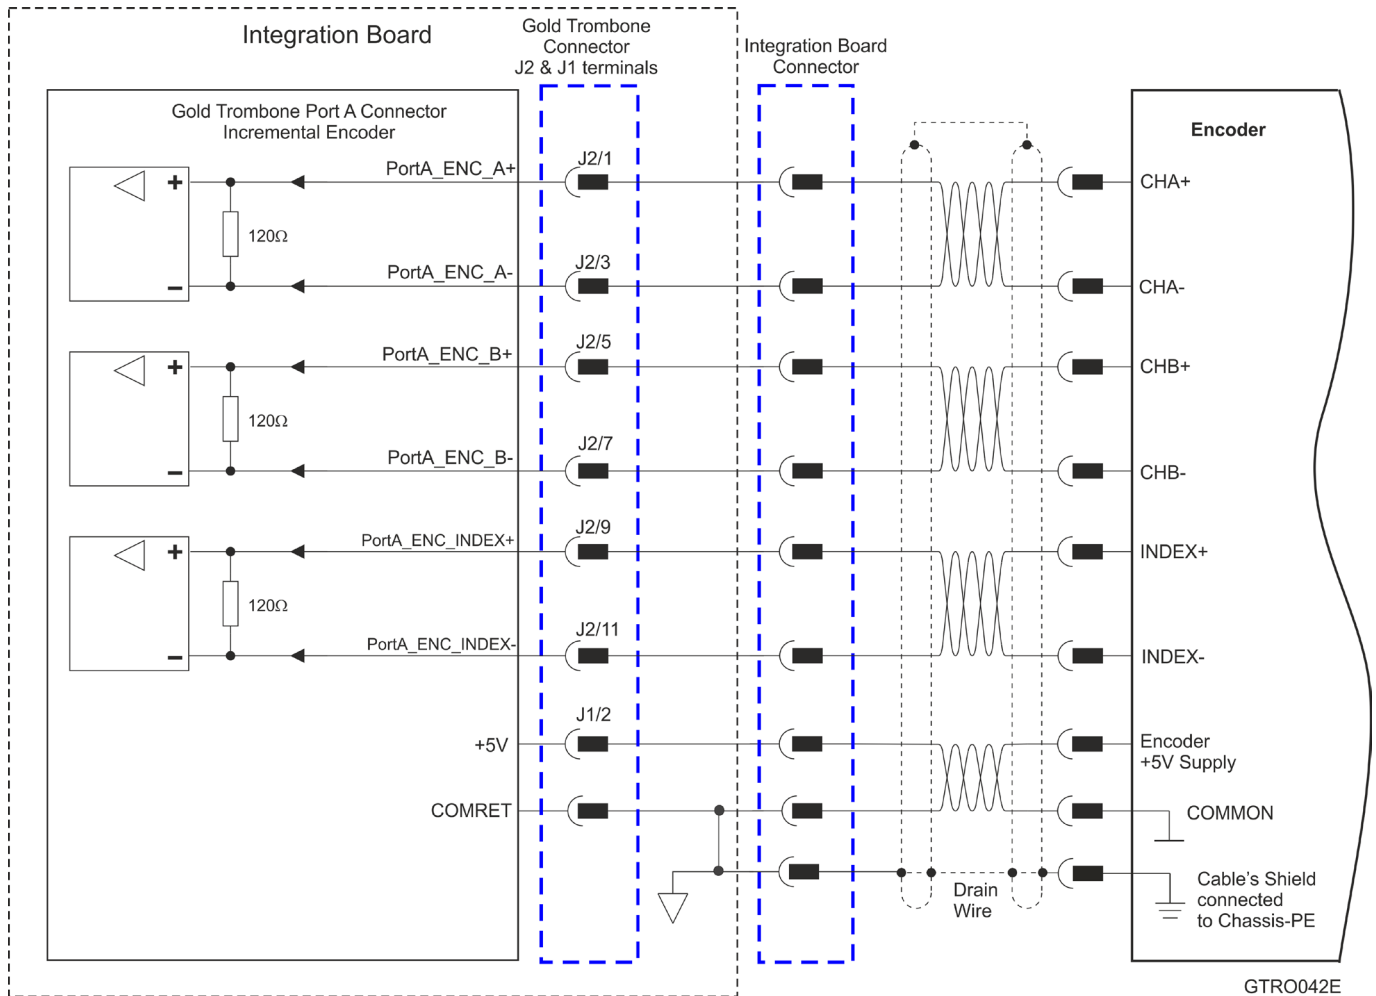 Integration Board
Gold Trombone
Connector
J2 & J1 terminals
Integration Board
Connector
Gold Trombone Port A Connector
Incremental Encoder
Encoder
PortA_ENC_A+
J2/1
+
CHA+
120Ω
PortA_ENC_A-
J2/3
−
CHA-
PortA_ENC_B+
J2/5
+
CHB+
120Ω
PortA_ENC_B-
J2/7
−
CHB-
PortA_ENC_INDEX+
J2/9
+
INDEX+
120Ω
PortA_ENC_INDEX-
J2/11
−
INDEX-
+5V
J1/2
Encoder
+5V Supply
COMRET
COMMON
Drain
Wire
Cable's Shield
connected
to Chassis-PE
GTRO042E